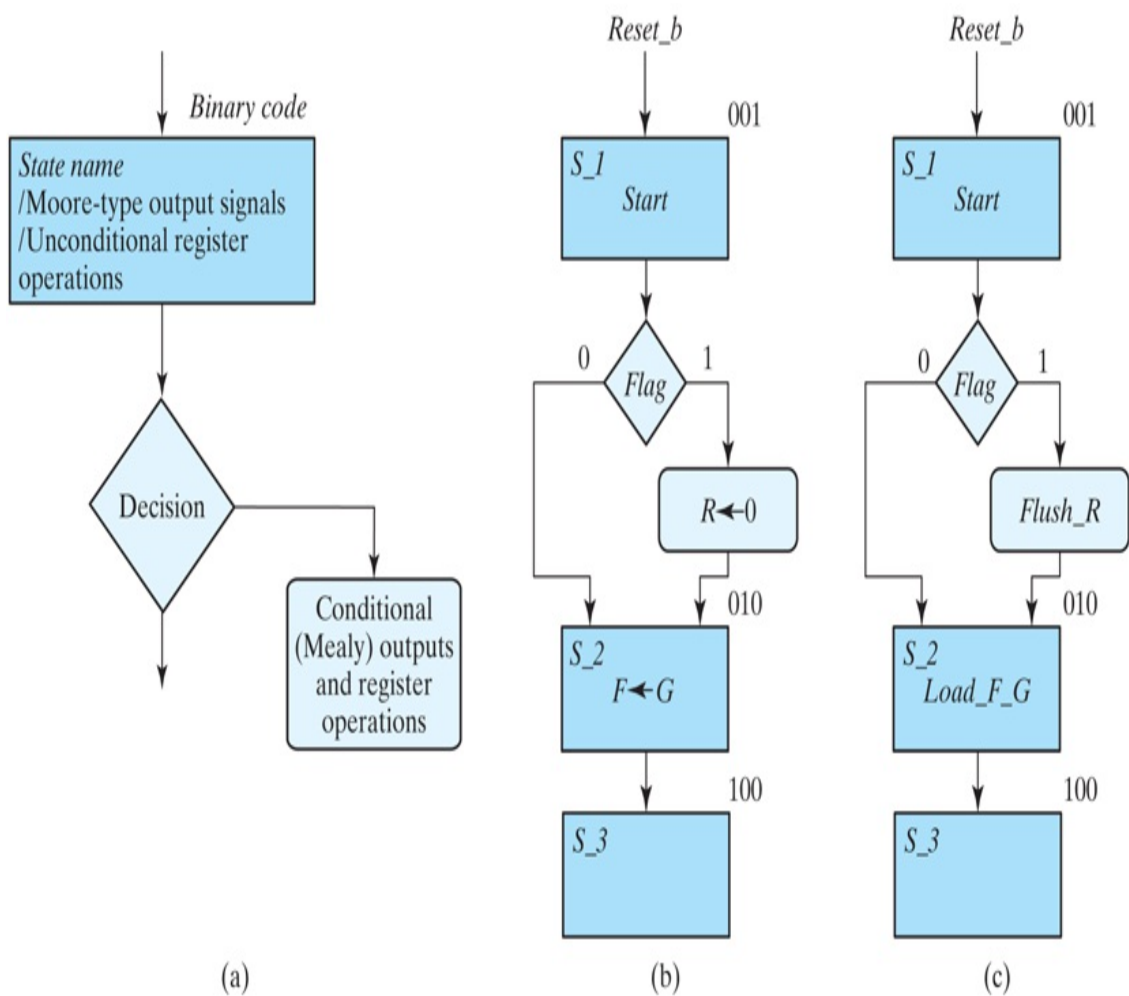 Binary code
State name
/Moore-type output signals
/Unconditional register
operations
Decision
Conditional
(Mealy) outputs
and register
operations
(a)
Reset_b
001
S_1
Start
0
1
Flag
R←0
010
S_2
F←G
100
S_3
(b)
Reset_b
001
S_1
Start
0
1
Flag
Flush_R
010
S_2
Load_F_G
100
S_3
(c)